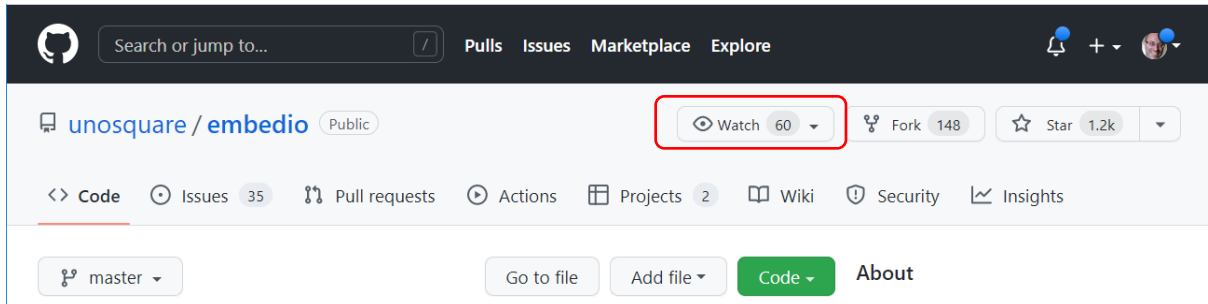 Search or jump to... / Pulls Issues Marketplace Explore
unosquare / embedio Public Watch 60 Fork 148 Star 1.2k
<> Code Issues 35 Pull requests Actions Projects 2 Wiki Security Insights
master Go to file Add file Code About